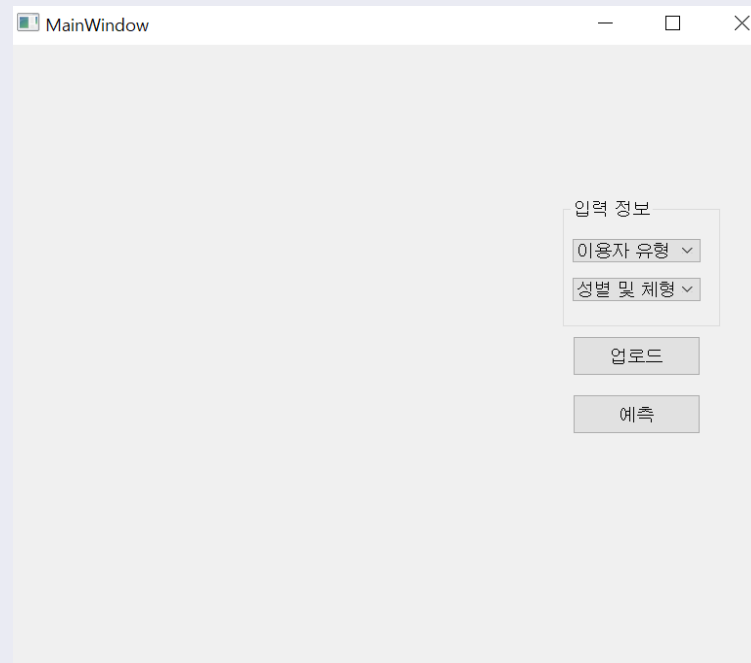 MainWindow
입력 정보
이용자 유형
성별 및 체형
업로드
예측